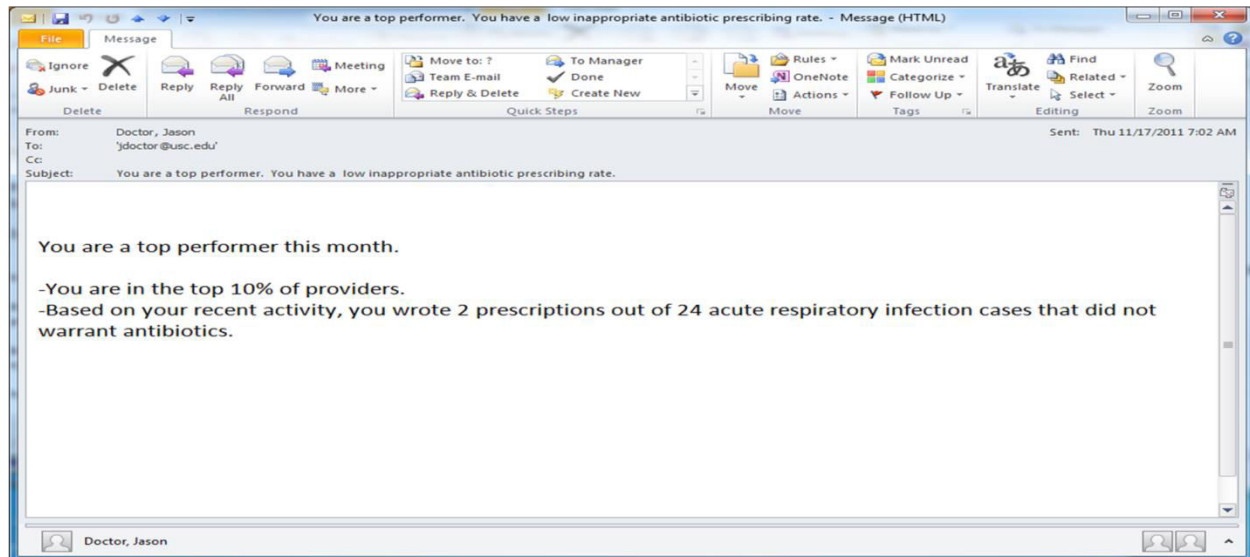 You are a top performer. You have a low inappropriate antibiotic prescribing rate. - Message (HTML)
File Message
Ignore
Junk
Delete
Reply
Reply All
Forward
Meeting
More
Move to: ?
Team E-mail
Reply & Delete
To Manager
Done
Create New
Move
Rules
OneNote
Actions
Mark Unread
Categorize
Follow Up
Translate
Find
Related
Select
Zoom
Delete Respond Quick Steps Move Tags Editing Zoom
From: Doctor, Jason Sent: Thu 11/17/2011 7:02 AM
To: 'jdoctor@usc.edu'
Cc:
Subject: You are a top performer. You have a low inappropriate antibiotic prescribing rate.
You are a top performer this month.
-You are in the top 10% of providers.
-Based on your recent activity, you wrote 2 prescriptions out of 24 acute respiratory infection cases that did not
warrant antibiotics.
Doctor, Jason